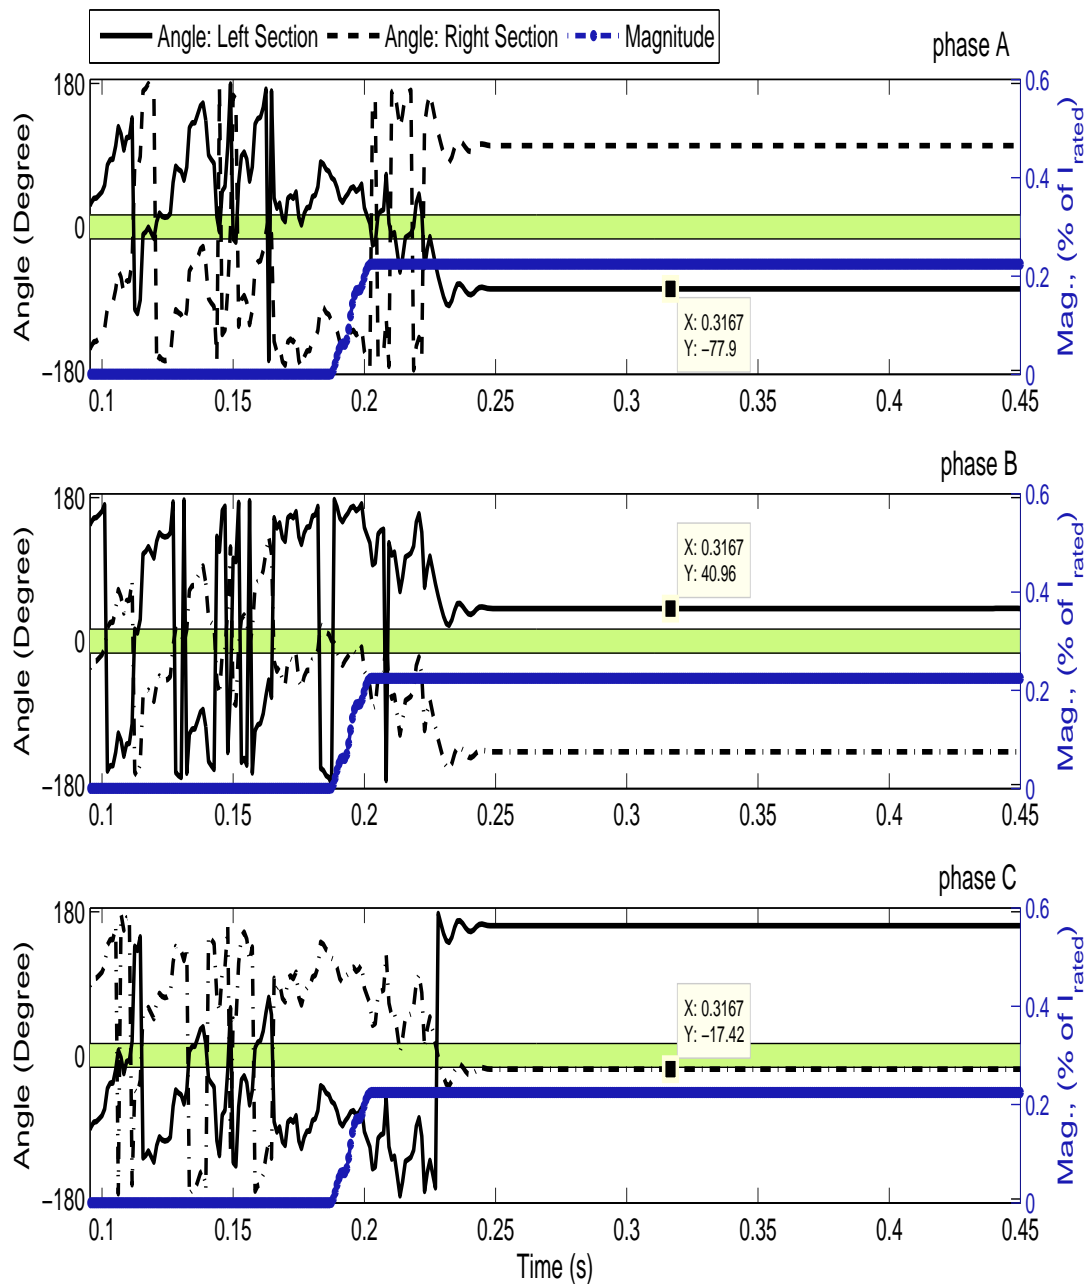 Angle: Left Section Angle: Right Section Magnitude
phase A
Angle (Degree)
180
0
−180
0.6
0.4
0.2
0
Mag., (% of I_rated)
X: 0.3167
Y: −77.9
0.1 0.15 0.2 0.25 0.3 0.35 0.4 0.45
phase B
Angle (Degree)
180
0
−180
0.6
0.4
0.2
0
Mag., (% of I_rated)
X: 0.3167
Y: 40.96
0.1 0.15 0.2 0.25 0.3 0.35 0.4 0.45
phase C
Angle (Degree)
180
0
−180
0.6
0.4
0.2
0
Mag., (% of I_rated)
X: 0.3167
Y: −17.42
0.1 0.15 0.2 0.25 0.3 0.35 0.4 0.45
Time (s)